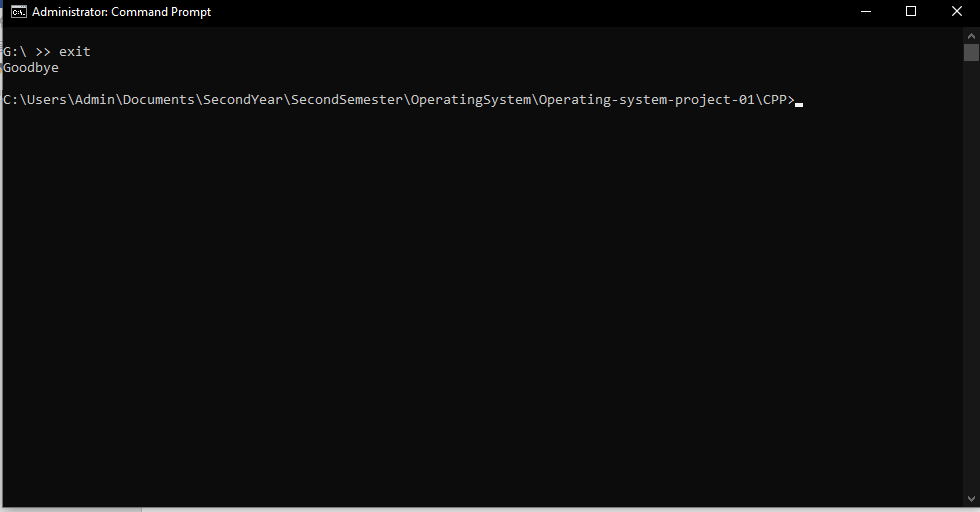 Administrator: Command Prompt
G:\ >> exit
Goodbye
C:\Users\Admin\Documents\SecondYear\SecondSemester\OperatingSystem\Operating-system-project-01\CPP>